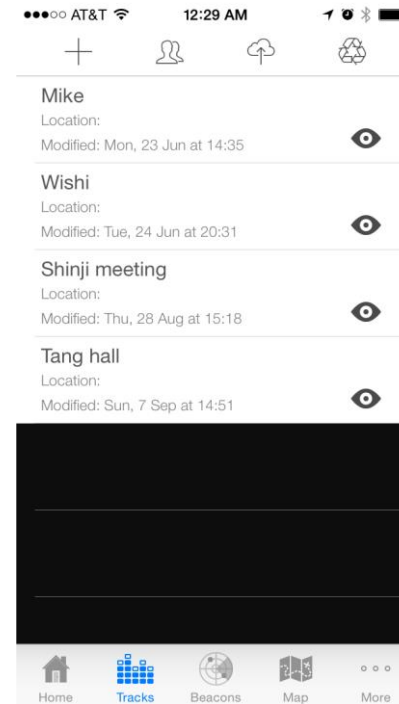 AT&T 12:29 AM
Mike
Location:
Modified: Mon, 23 Jun at 14:35
Wishi
Location:
Modified: Tue, 24 Jun at 20:31
Shinji meeting
Location:
Modified: Thu, 28 Aug at 15:18
Tang hall
Location:
Modified: Sun, 7 Sep at 14:51
Home Tracks Beacons Map More